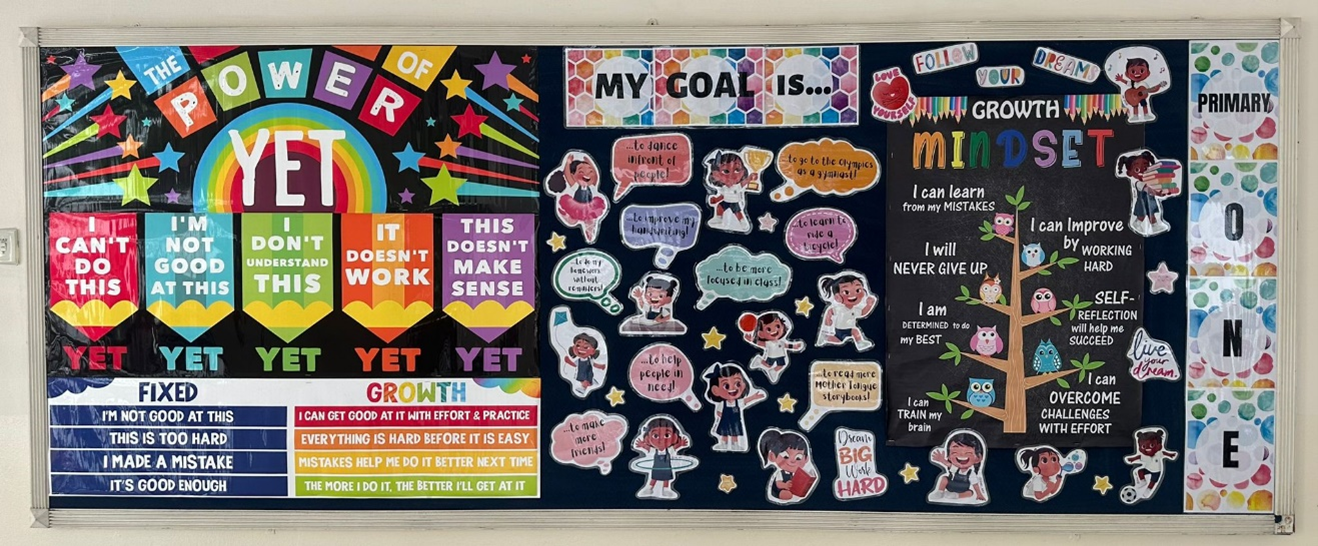 THE
POWER
OF
YET
I
CAN'T
DO
THIS
YET
I'M
NOT
GOOD
AT THIS
YET
I
DON'T
UNDERSTAND
THIS
YET
IT
DOESN'T
WORK
YET
THIS
DOESN'T
MAKE
SENSE
YET
FIXED
I'M NOT GOOD AT THIS
THIS IS TOO HARD
I MADE A MISTAKE
IT'S GOOD ENOUGH
GROWTH
I CAN GET GOOD AT IT WITH EFFORT & PRACTICE
EVERYTHING IS HARD BEFORE IT IS EASY
MISTAKES HELP ME DO IT BETTER NEXT TIME
THE MORE I DO IT, THE BETTER I'LL GET AT IT
MY GOAL IS...
...to dance
infront of
people!
...to go to the Olympics
as a gymnast!
...to improve my
handwriting!
...to learn to
ride a
bicycle!
...to do my
homework
without
reminders!
...to be more
focused in class!
...to help
people in
need!
...to read more
Mother Tongue
storybooks!
...to make
more
friends!
Dream
BIG
Work
HARD
LOVE
YOURSELF
FOLLOW
YOUR
DREAMS
GROWTH
MINDSET
I can learn
from my MISTAKES
I can Improve
by WORKING
HARD
I will
NEVER GIVE UP
I am
DETERMINED to do
my BEST
SELF-
REFLECTION
will help me
SUCCEED
I can
TRAIN my
brain
I can
OVERCOME
CHALLENGES
WITH EFFORT
live
your
dream.
PRIMARY
O
N
E